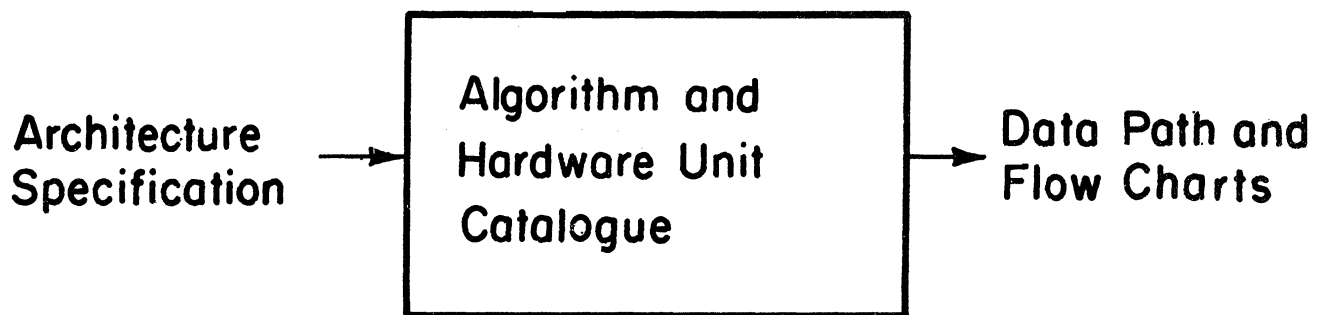 Architecture
Specification
Algorithm and
Hardware Unit
Catalogue
Data Path and
Flow Charts